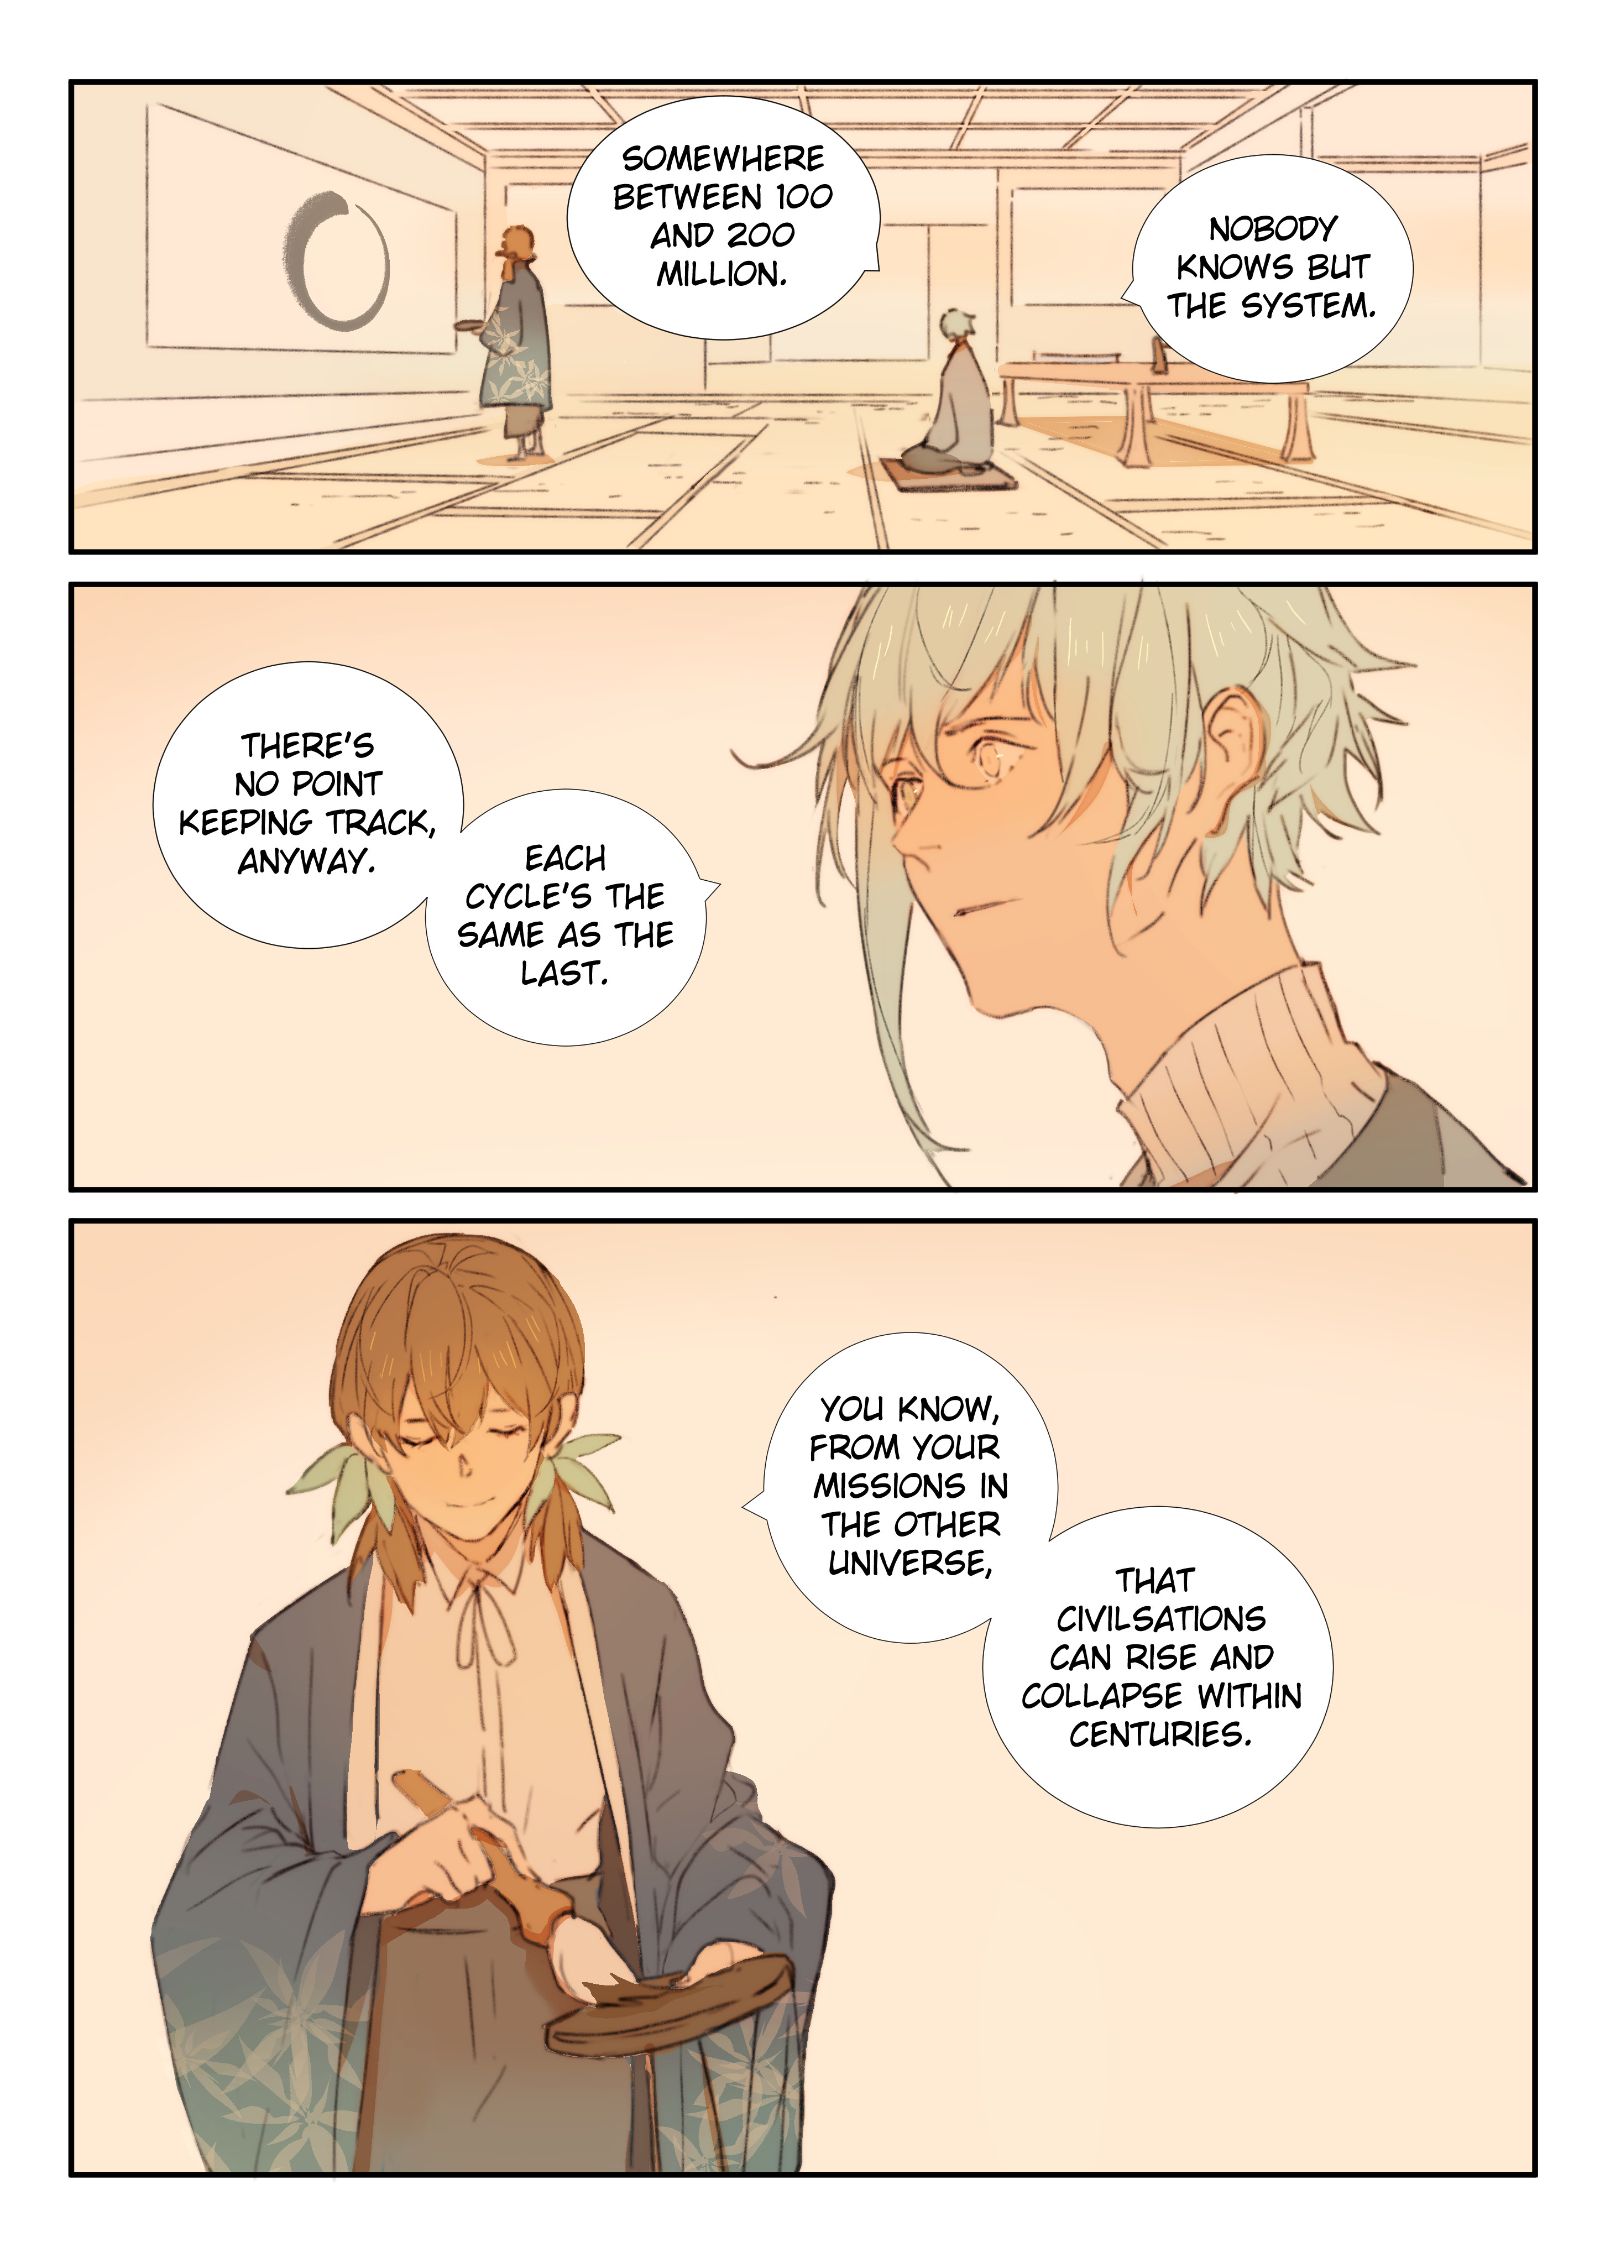 SOMEWHERE
BETWEEN 100
AND 200
MILLION.
NOBODY
KNOWS BUT
THE SYSTEM.
THERE'S
NO POINT
KEEPING TRACK,
ANYWAY.
EACH
CYCLE'S THE
SAME AS THE
LAST.
YOU KNOW,
FROM YOUR
MISSIONS IN
THE OTHER
UNIVERSE,
THAT
CIVILSATIONS
CAN RISE AND
COLLAPSE WITHIN
CENTURIES.